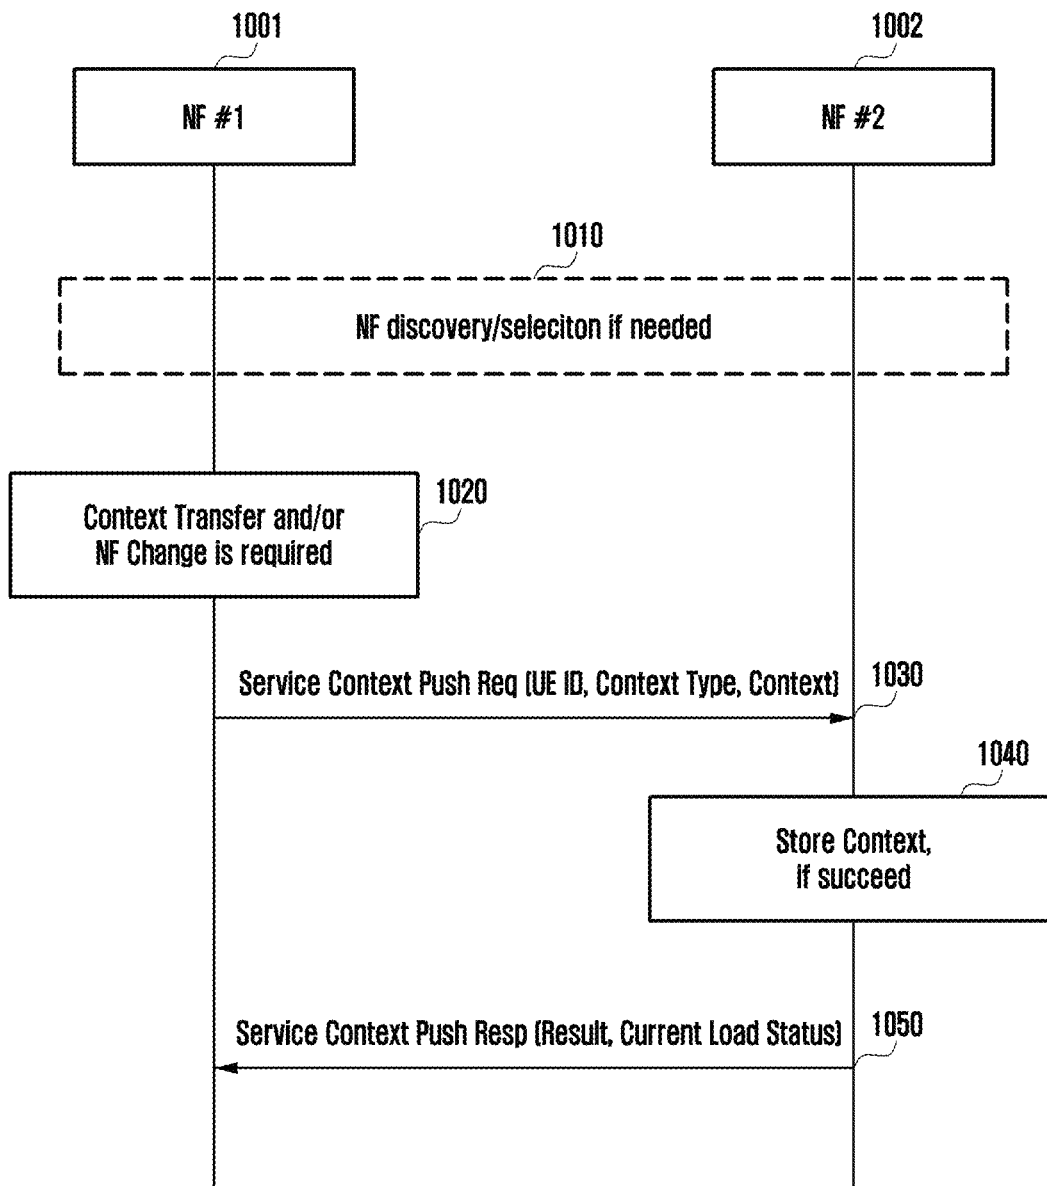 1001
1002
NF #1
NF #2
1010
NF discovery/seleciton if needed
1020
Context Transfer and/or
NF Change is required
Service Context Push Req (UE ID, Context Type, Context)
1030
1040
Store Context,
if succeed
Service Context Push Resp (Result, Current Load Status)
1050